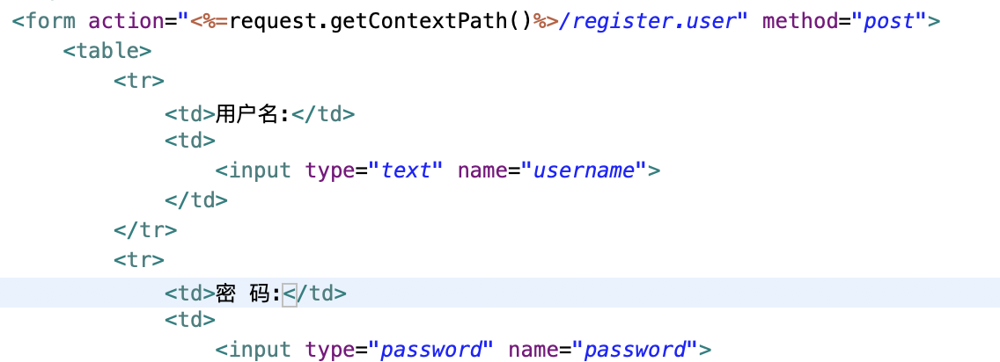 <form action="<%=request.getContextPath()%>/register.user" method="post">
<table>
<tr>
<td>用户名:</td>
<td>
<input type="text" name="username">
</td>
</tr>
<tr>
<td>密 码:</td>
<td>
<input type="password" name="password">